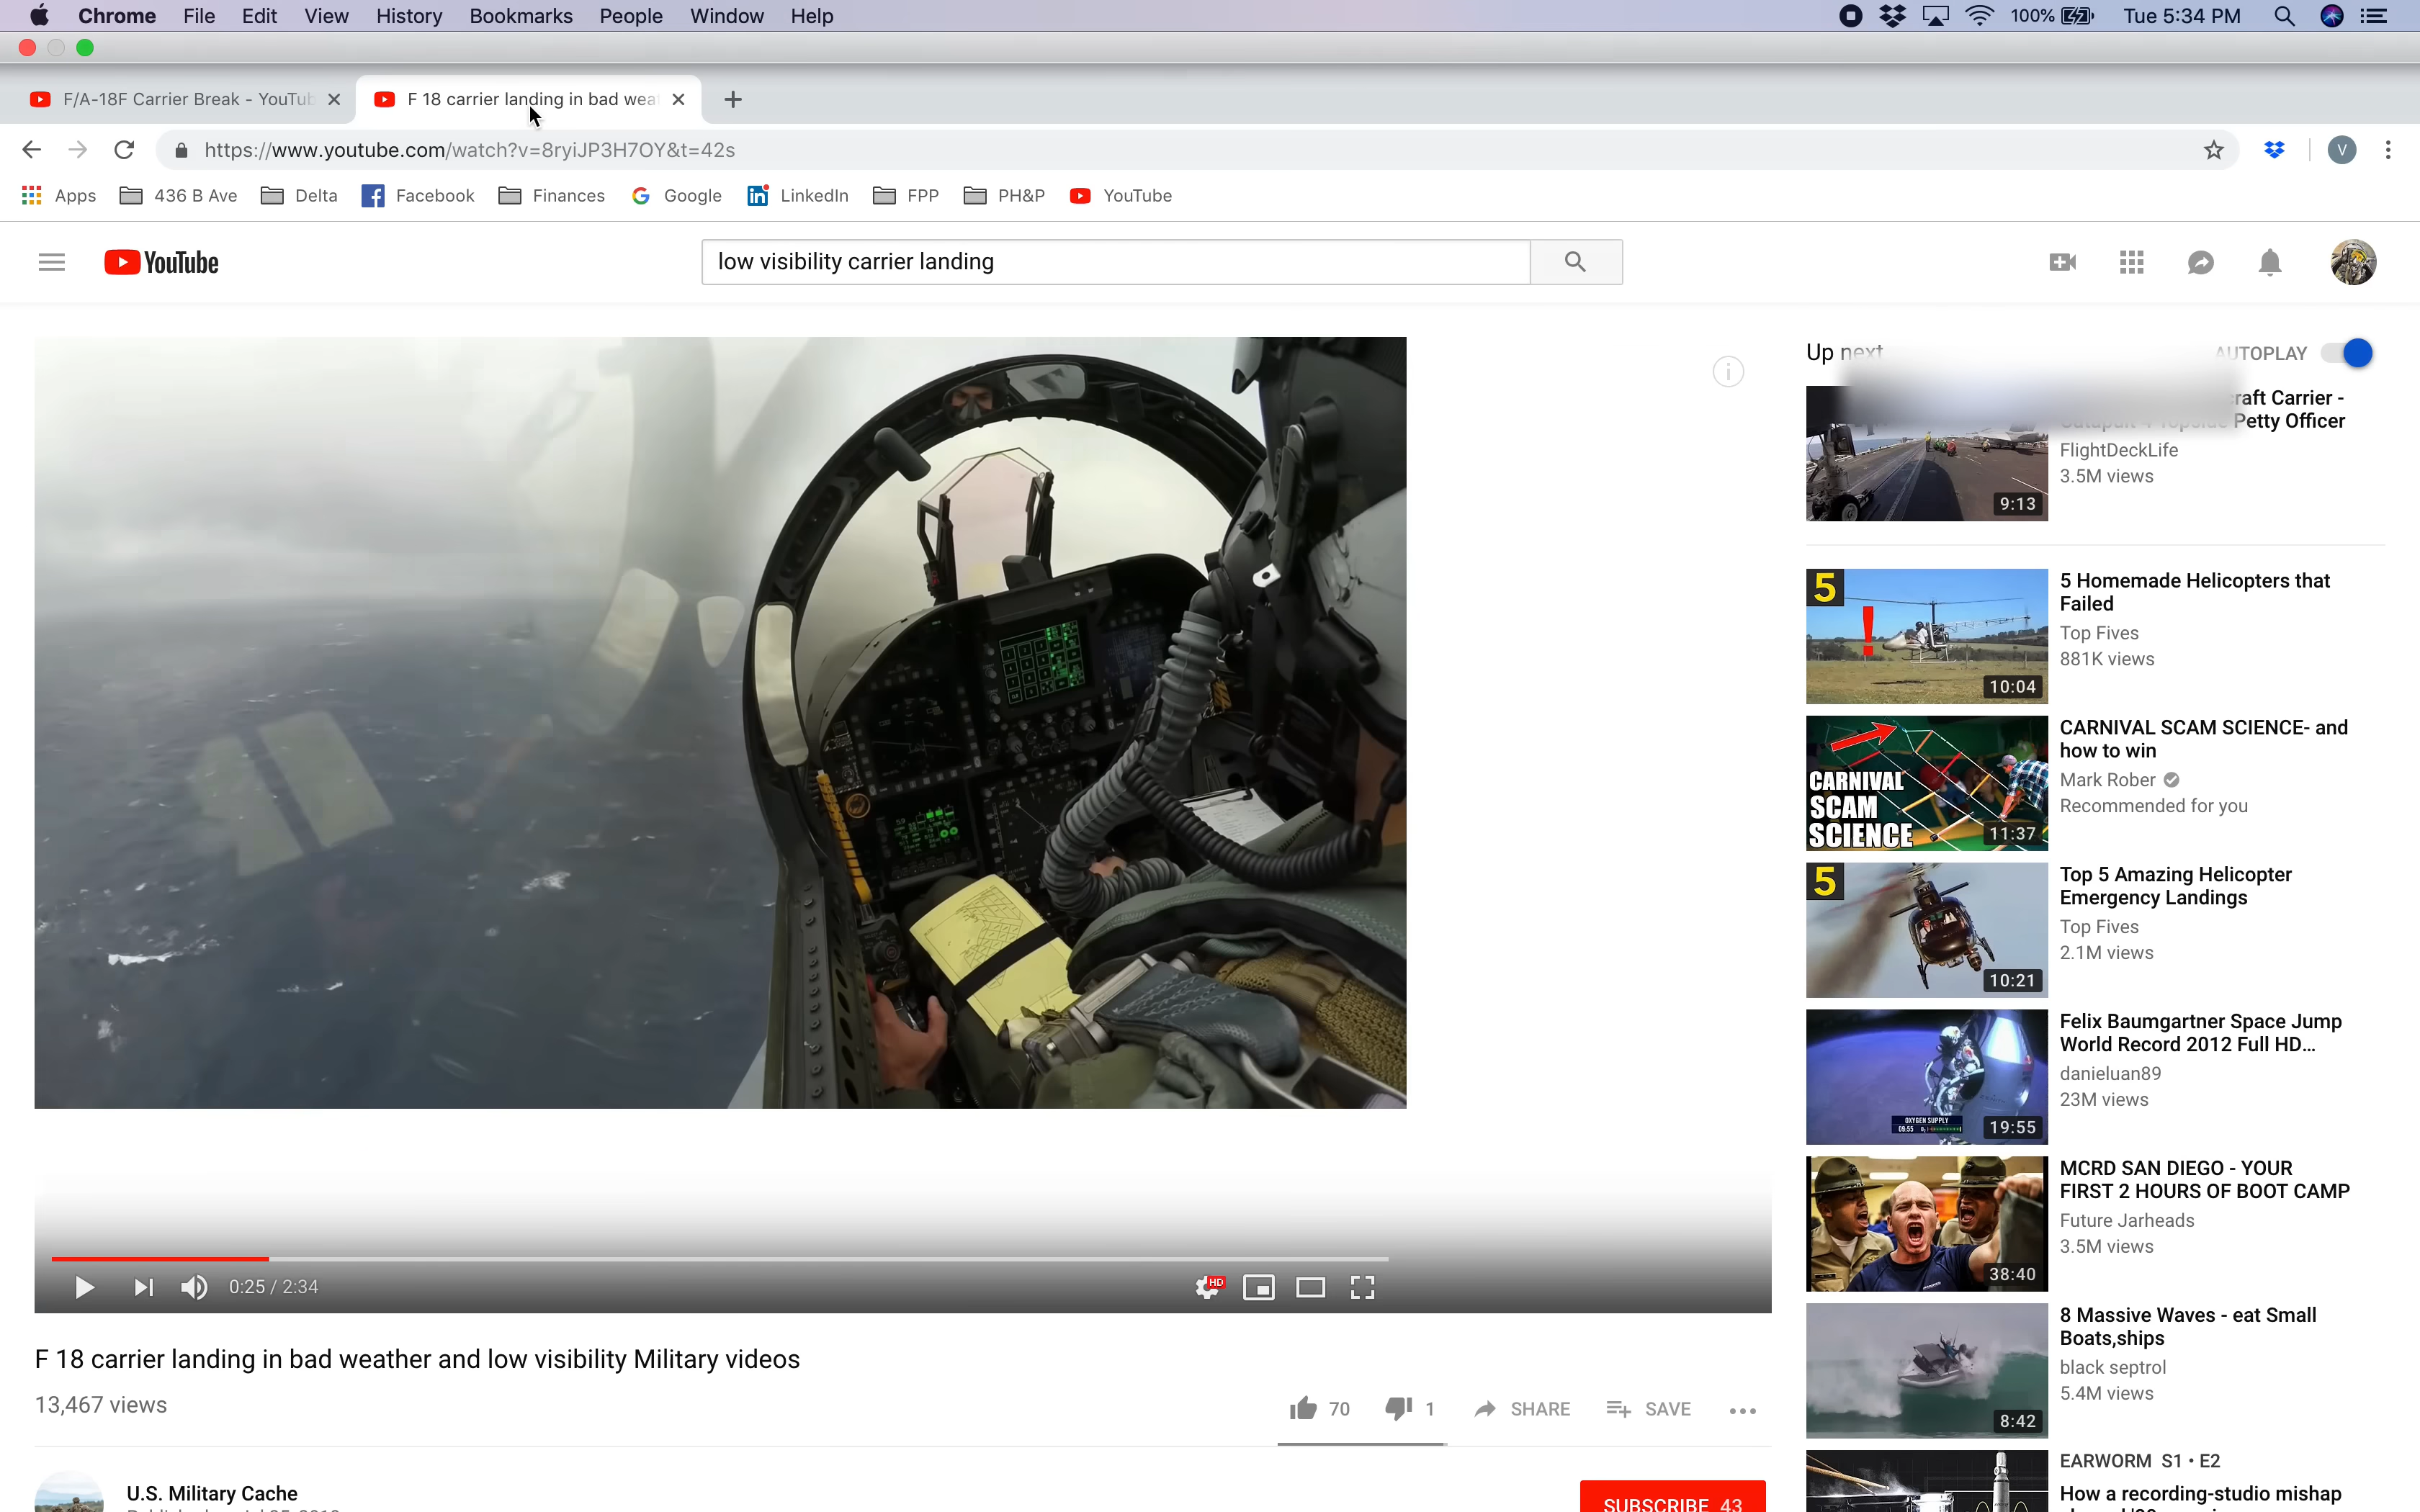 Chrome File Edit View History Bookmarks People Window Help 100% Tue 5:34 PM
F/A-18F Carrier Break - YouTub F 18 carrier landing in bad wea
https://www.youtube.com/watch?v=8ryiJP3H7OY&t=42s V
Apps 436 B Ave Delta Facebook Finances Google LinkedIn FPP PH&P YouTube
YouTube low visibility carrier landing
Up next AUTOPLAY
raft Carrier -
Petty Officer
FlightDeckLife
3.5M views
9:13
5
5 Homemade Helicopters that
Failed
Top Fives
881K views
10:04
CARNIVAL SCAM SCIENCE- and
how to win
Mark Rober
Recommended for you
CARNIVAL
SCAM
SCIENCE
11:37
5
Top 5 Amazing Helicopter
Emergency Landings
Top Fives
2.1M views
10:21
Felix Baumgartner Space Jump
World Record 2012 Full HD...
danieluan89
23M views
OXYGEN SUPPLY
09:55
19:55
MCRD SAN DIEGO - YOUR
FIRST 2 HOURS OF BOOT CAMP
Future Jarheads
3.5M views
38:40
8 Massive Waves - eat Small
Boats,ships
black septrol
5.4M views
8:42
EARWORM S1 • E2
How a recording-studio mishap
0:25 / 2:34 HD
F 18 carrier landing in bad weather and low visibility Military videos
13,467 views
70 1 SHARE SAVE
U.S. Military Cache
SUBSCRIBE 43